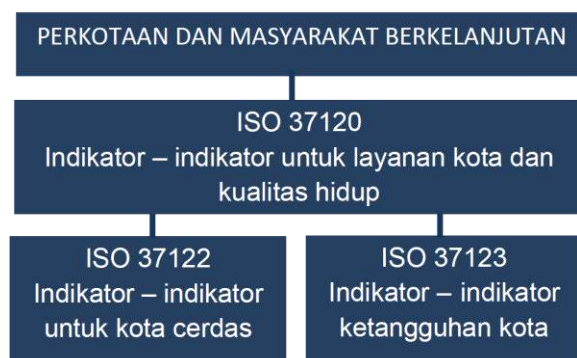 PERKOTAAN DAN MASYARAKAT BERKELANJUTAN
ISO 37120
Indikator – indikator untuk layanan kota dan
kualitas hidup
ISO 37122
Indikator – indikator
untuk kota cerdas
ISO 37123
Indikator – indikator
ketangguhan kota